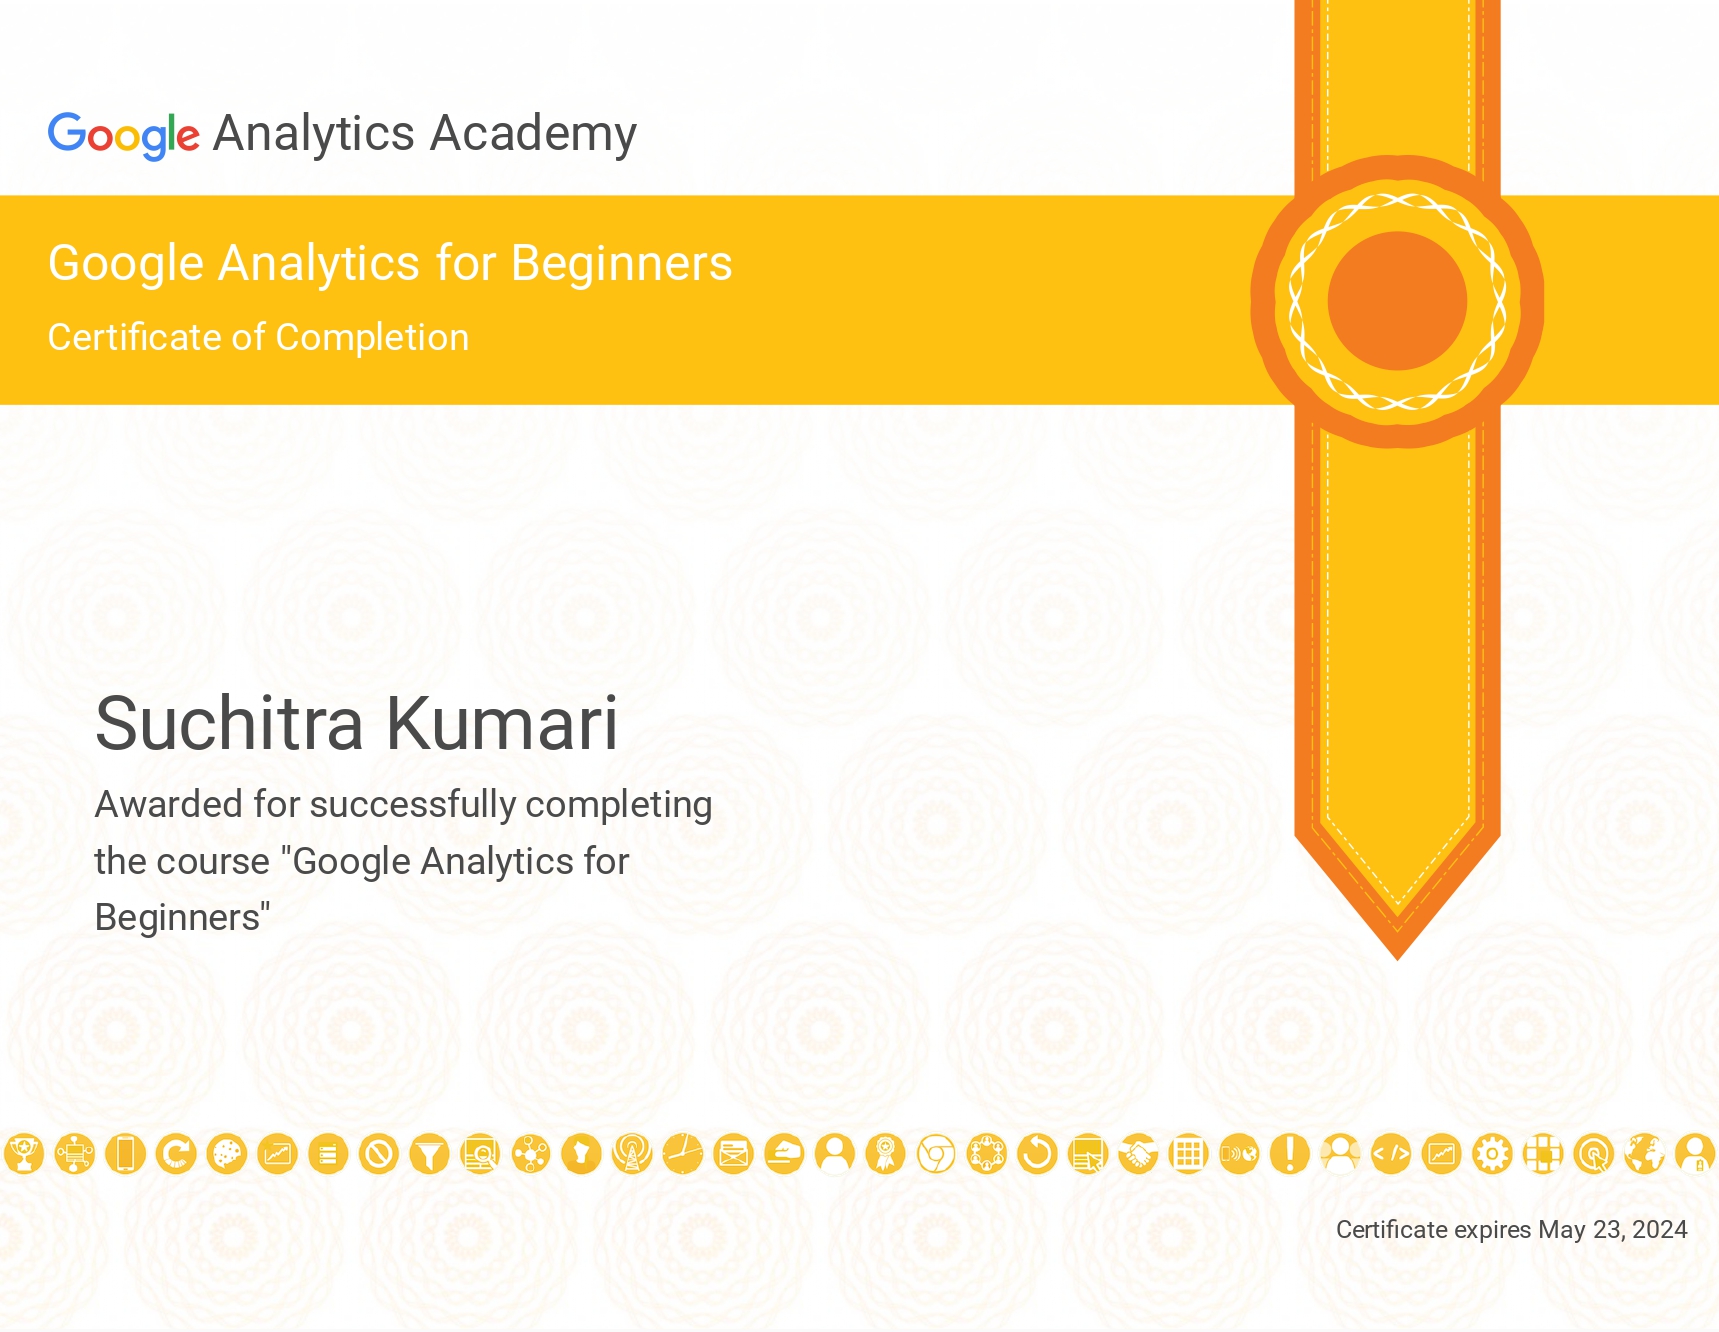 Google Analytics Academy
Google Analytics for Beginners
Certificate of Completion
Suchitra Kumari
Awarded for successfully completing
the course "Google Analytics for
Beginners"
Certificate expires May 23, 2024